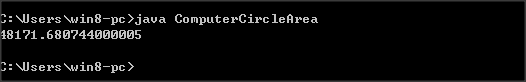 C:\Users\win8-pc>java ComputerCircleArea
48171.680744000005
C:\Users\win8-pc>